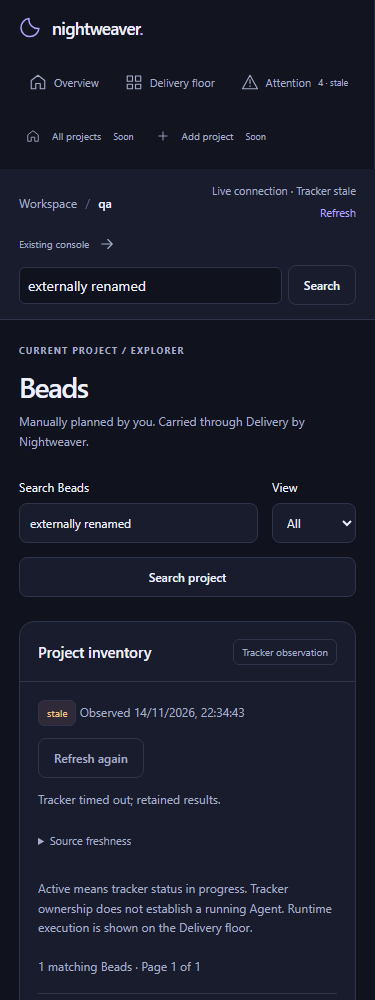 nightweaver.
Overview Delivery floor Attention 4 · stale
All projects Soon Add project Soon
Live connection · Tracker stale
Workspace / qa
Refresh
Existing console
externally renamed Search
CURRENT PROJECT / EXPLORER
Beads
Manually planned by you. Carried through Delivery by
Nightweaver.
Search Beads View
externally renamed All
Search project
Project inventory Tracker observation
stale Observed 14/11/2026, 22:34:43
Refresh again
Tracker timed out; retained results.
Source freshness
Active means tracker status in progress. Tracker
ownership does not establish a running Agent. Runtime
execution is shown on the Delivery floor.
1 matching Beads · Page 1 of 1